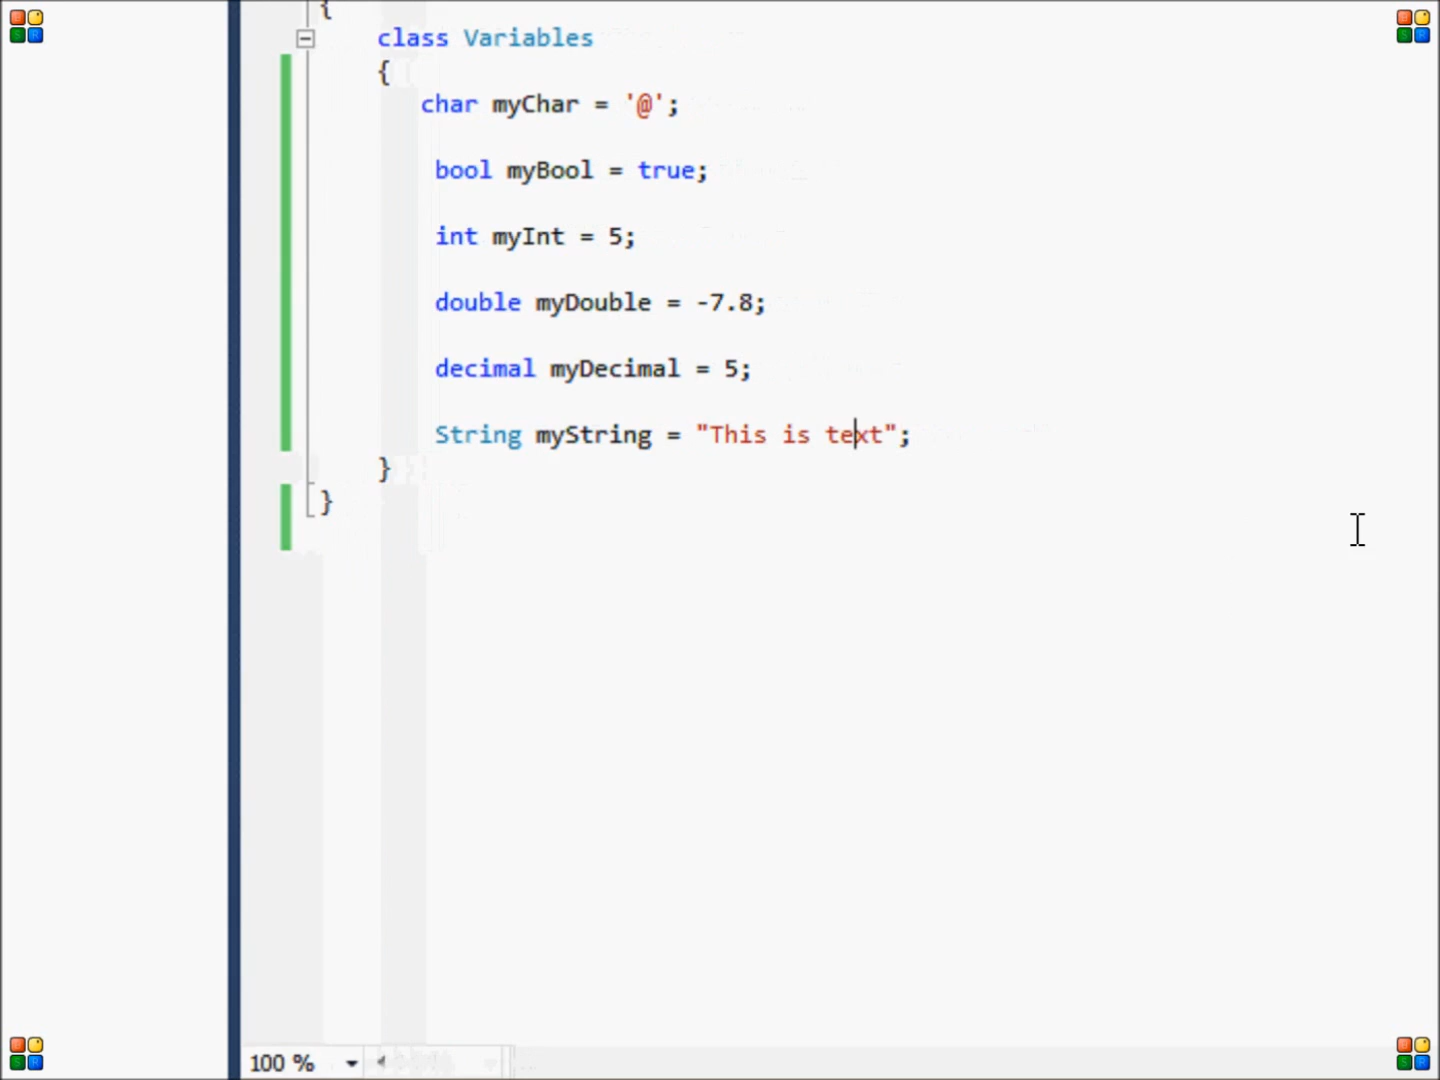 {
class Variables
{
char myChar = '@';
bool myBool = true;
int myInt = 5;
double myDouble = -7.8;
decimal myDecimal = 5;
String myString = "This is text";
}
}
100 %